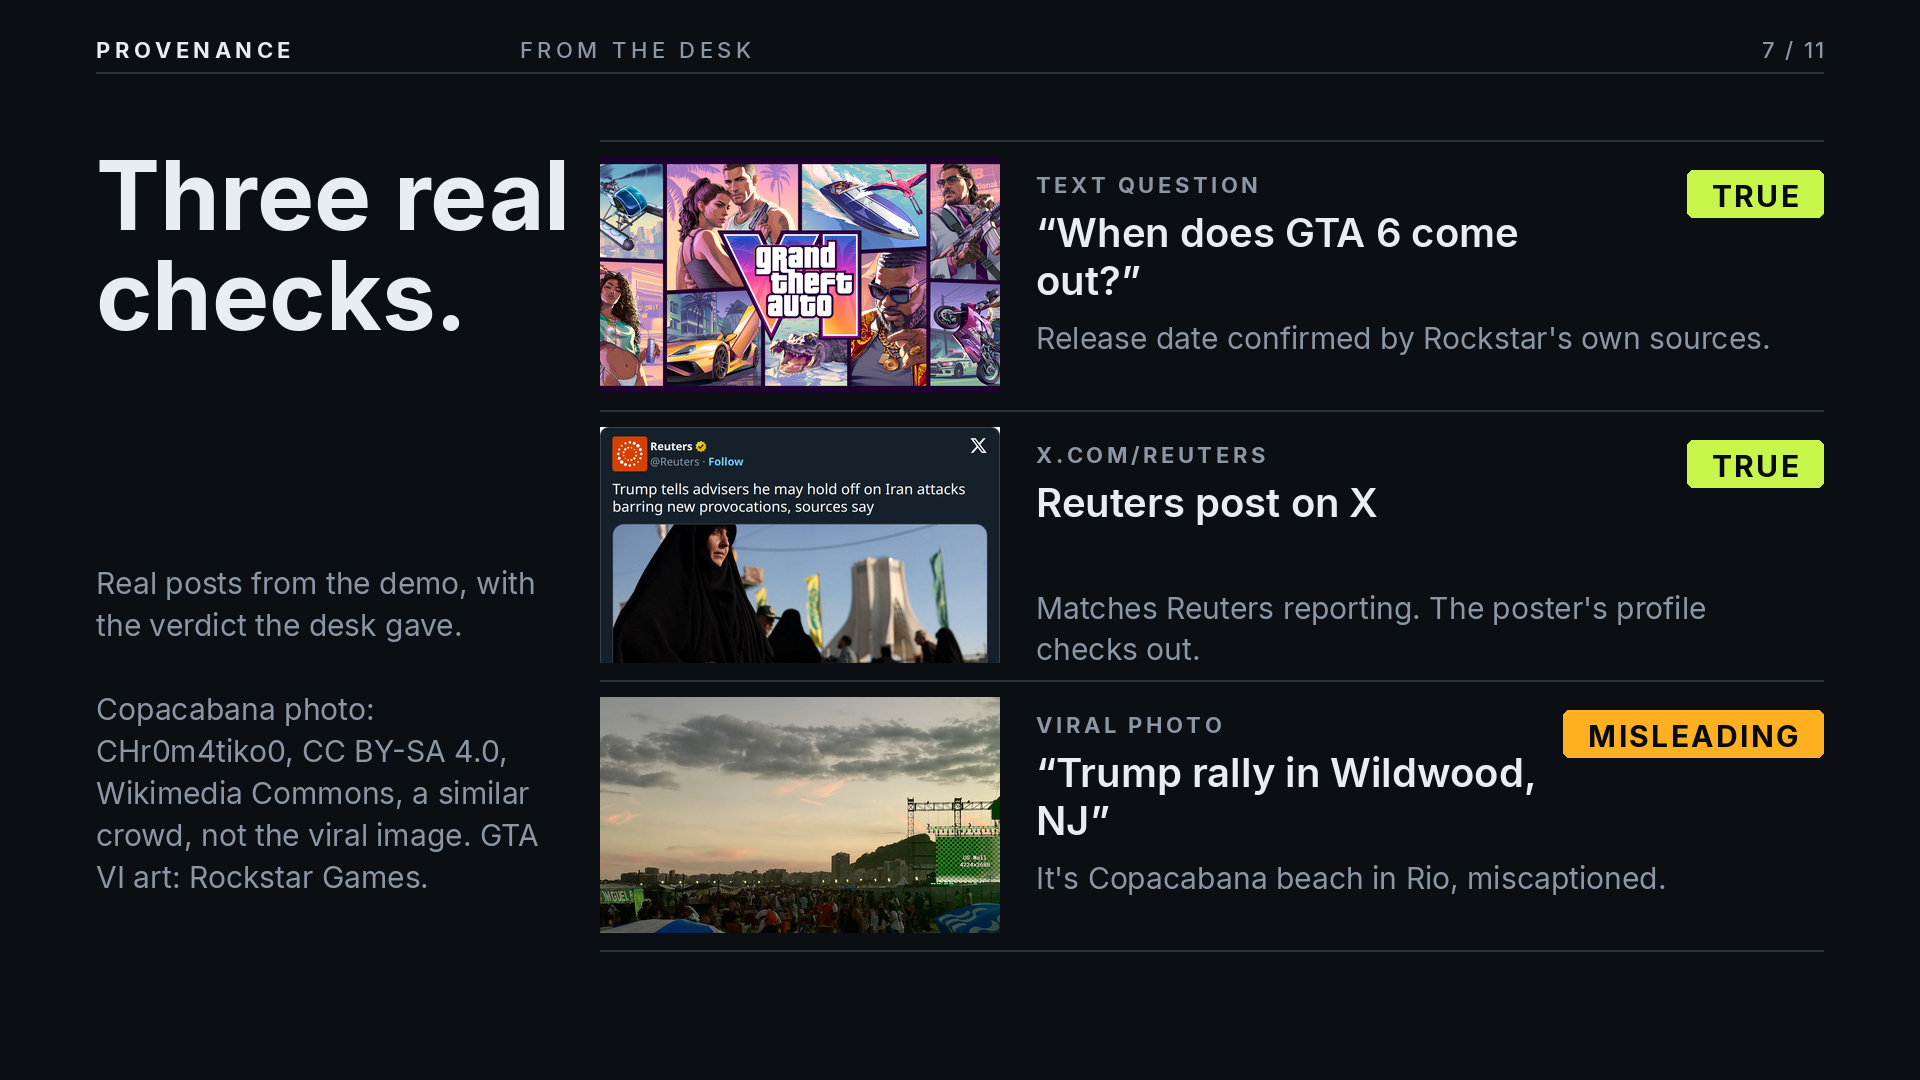 PROVENANCE
FROM THE DESK
7 / 11
Three real
checks.
Real posts from the demo, with
the verdict the desk gave.
Copacabana photo:
CHr0m4tiko0, CC BY-SA 4.0,
Wikimedia Commons, a similar
crowd, not the viral image. GTA
VI art: Rockstar Games.
grand
theft
auto
VI
TEXT QUESTION
TRUE
“When does GTA 6 come
out?”
Release date confirmed by Rockstar's own sources.
Reuters
@Reuters · Follow
Trump tells advisers he may hold off on Iran attacks
barring new provocations, sources say
X.COM/REUTERS
TRUE
Reuters post on X
Matches Reuters reporting. The poster's profile
checks out.
US Wall
VIRAL PHOTO
MISLEADING
“Trump rally in Wildwood,
NJ”
It's Copacabana beach in Rio, miscaptioned.